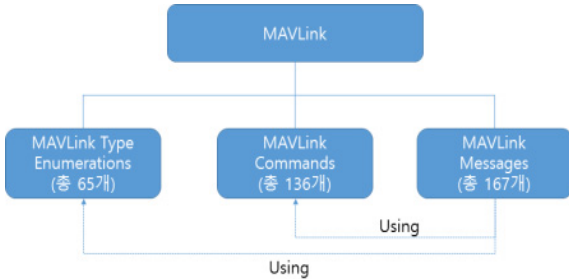 MAVLink
MAVLink Type
Enumerations
(총 65개)
MAVLink
Commands
(총 136개)
MAVLink
Messages
(총 167개)
Using
Using